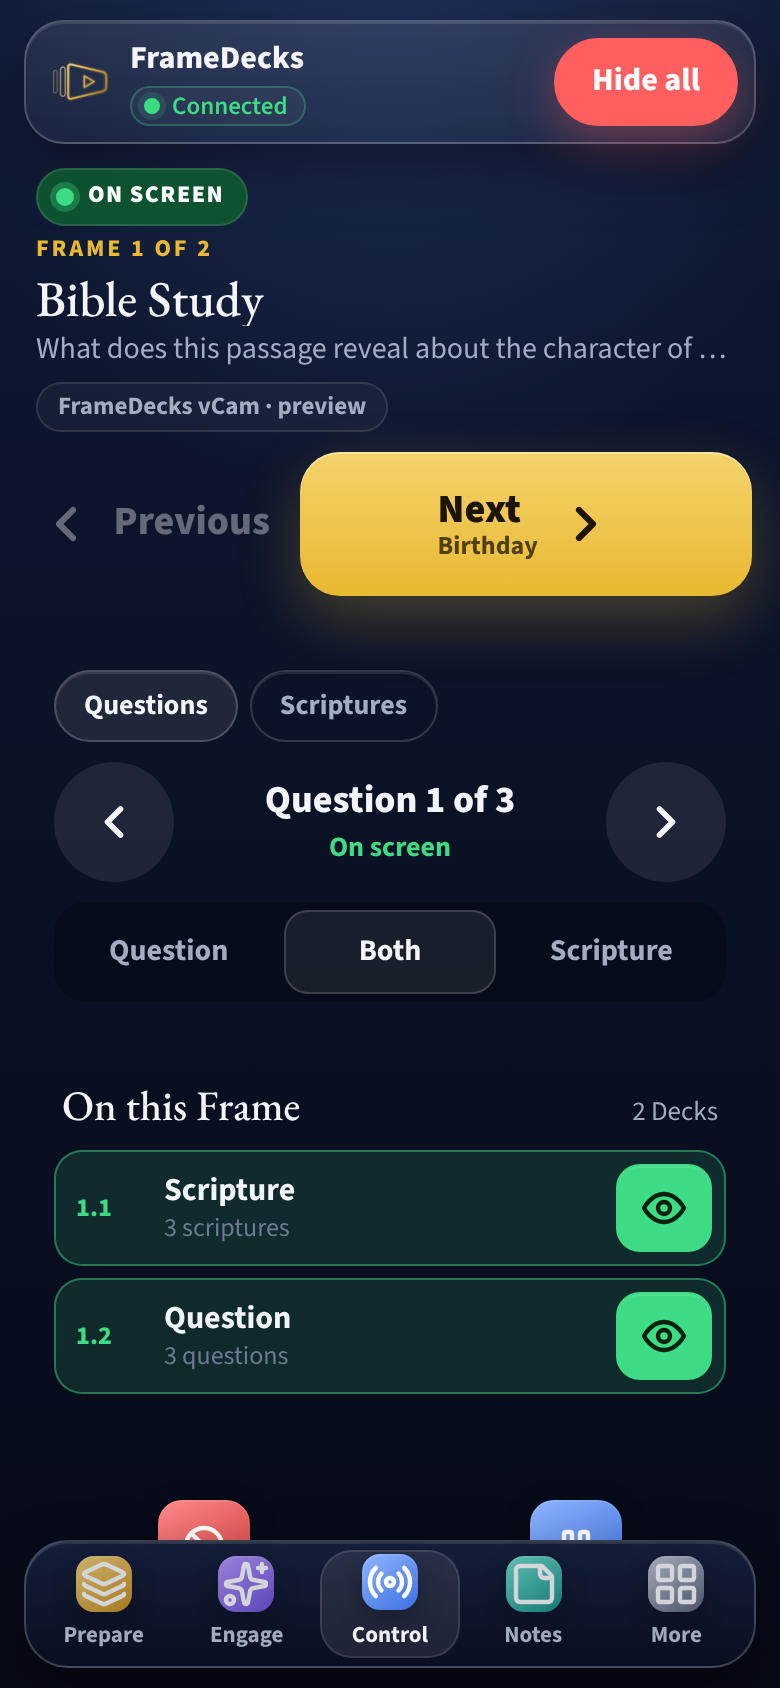 FrameDecks
Connected
Hide all
ON SCREEN
FRAME 1 OF 2
Bible Study
What does this passage reveal about the character of …
FrameDecks vCam · preview
Previous
Next
Birthday
Questions
Scriptures
Question 1 of 3
On screen
Question
Both
Scripture
On this Frame
2 Decks
1.1
Scripture
3 scriptures
1.2
Question
3 questions
Prepare
Engage
Control
Notes
More